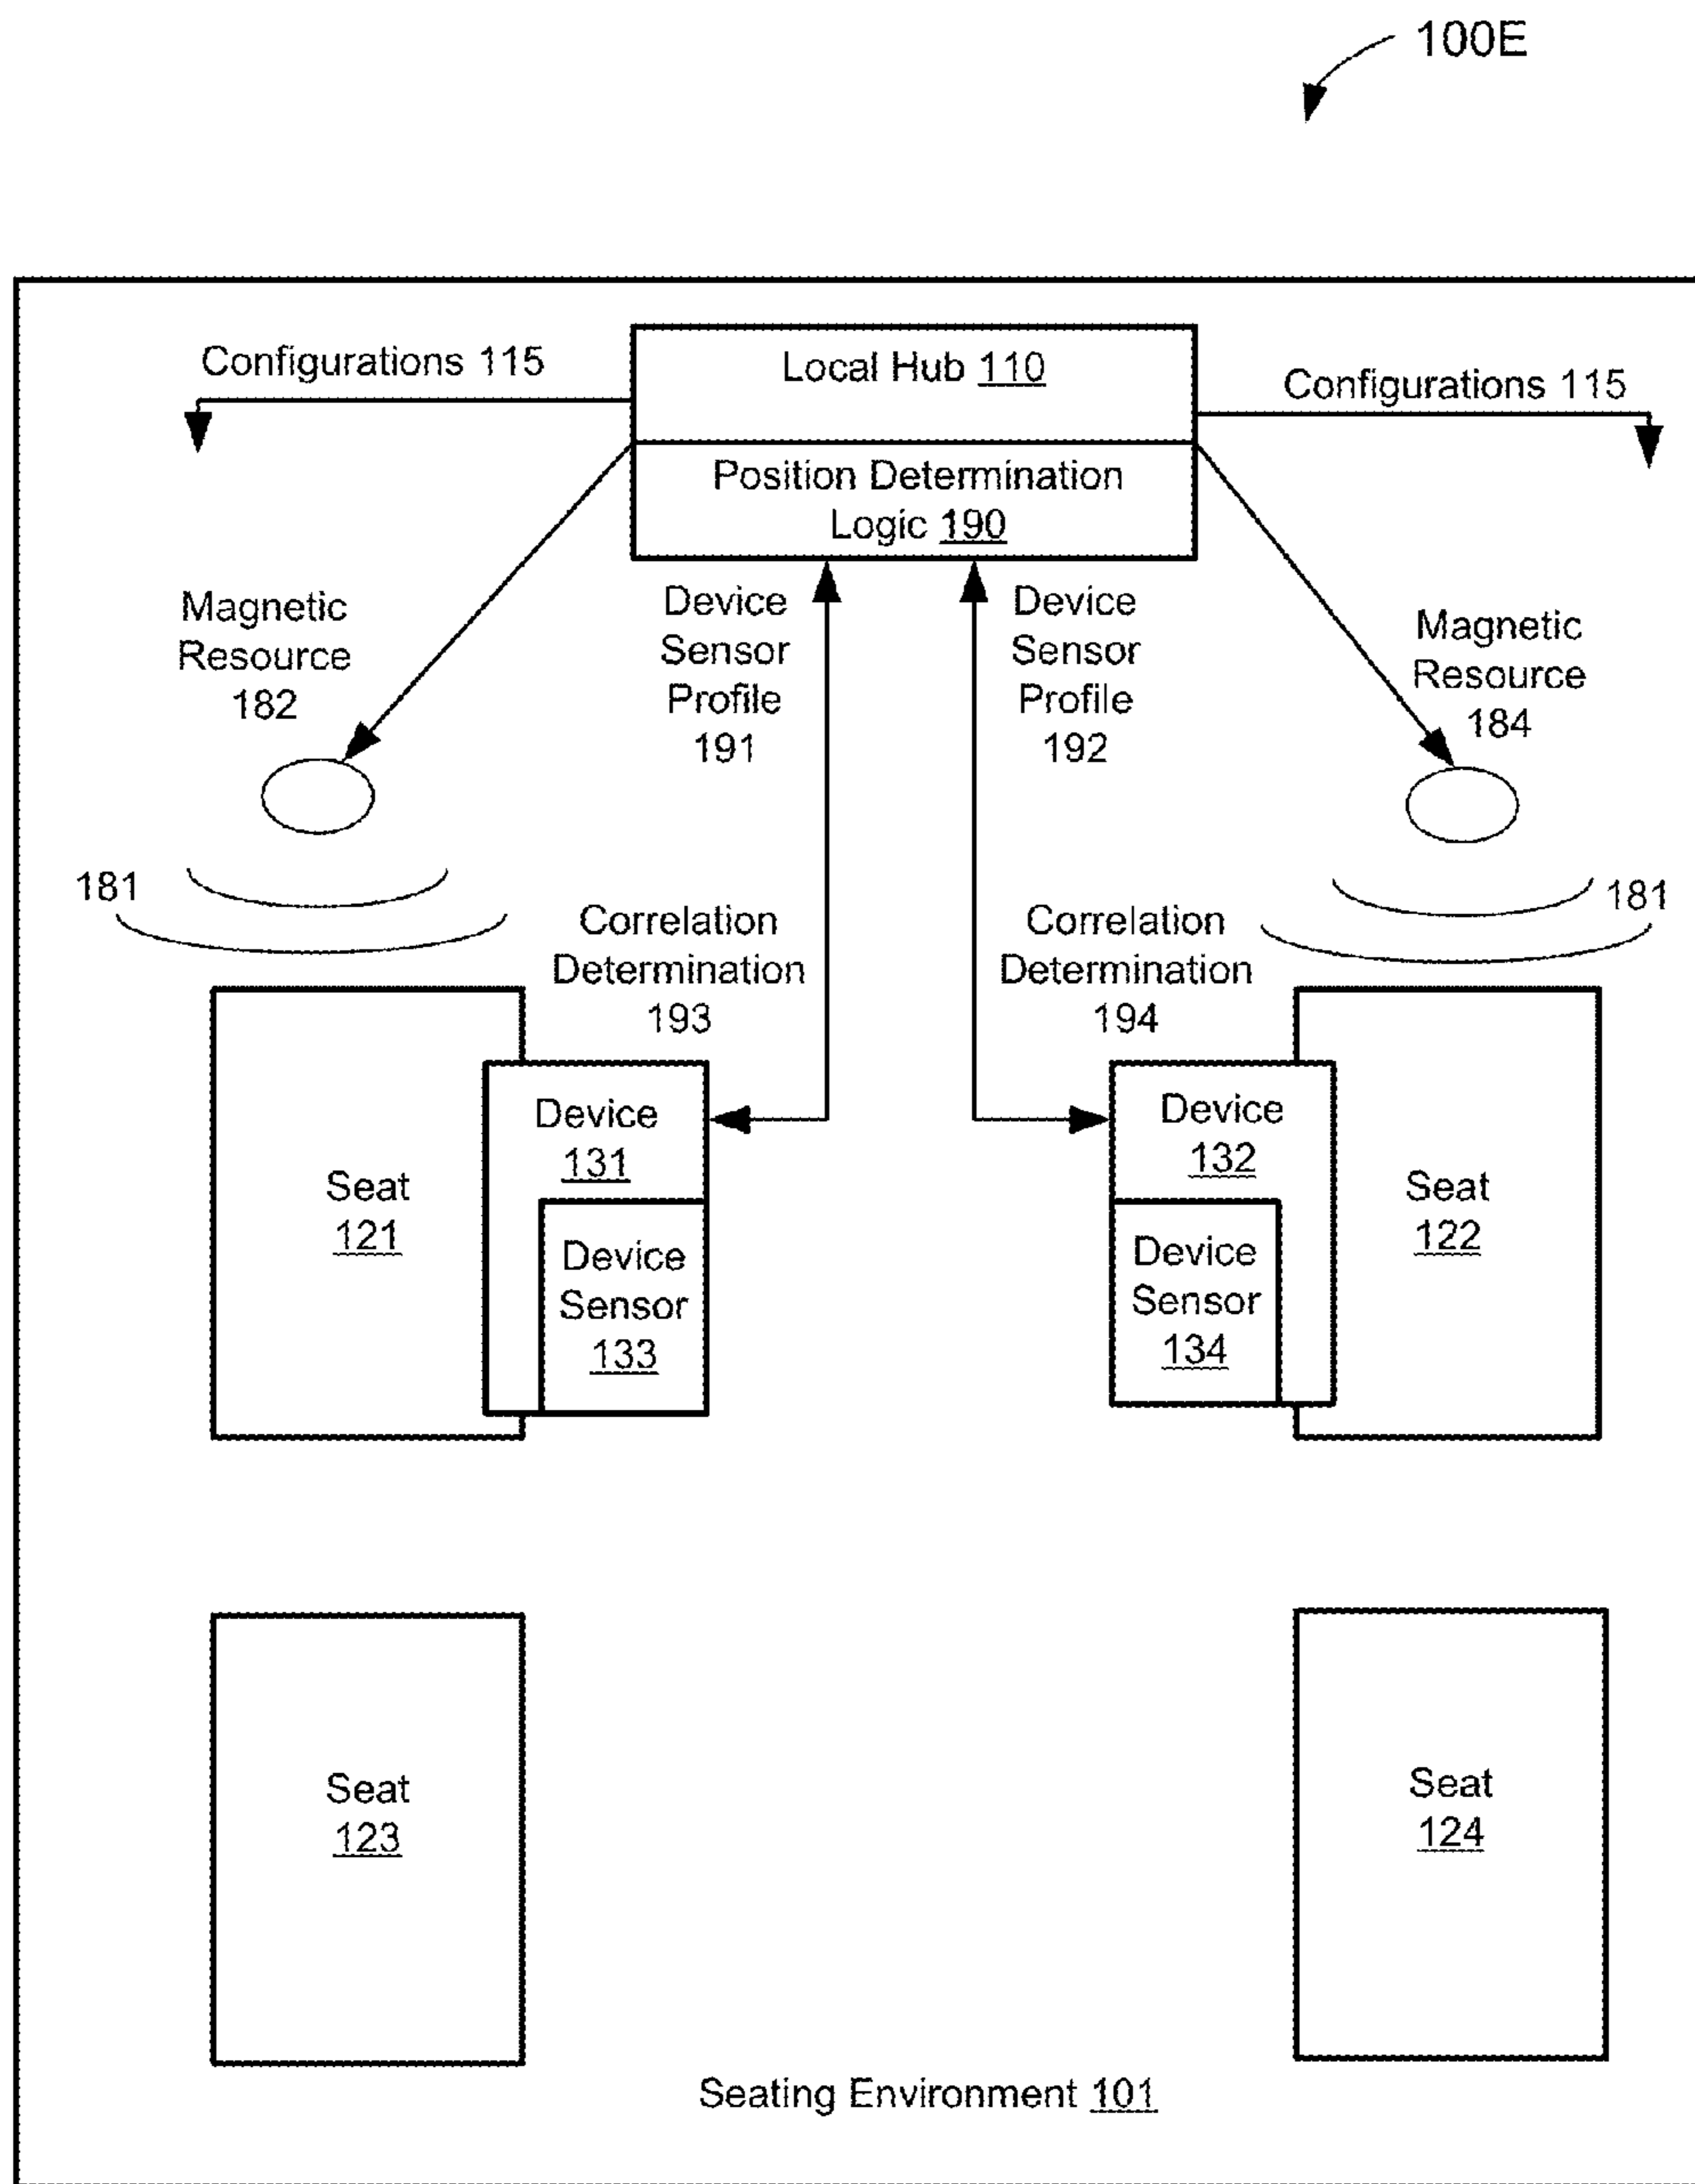 100E
Configurations 115
Local Hub 110
Configurations 115
Position Determination
Logic 190
Magnetic
Resource
182
Device
Sensor
Profile
191
Device
Sensor
Profile
192
Magnetic
Resource
184
181
181
Correlation
Determination
193
Correlation
Determination
194
Seat
121
Device
131
Device
Sensor
133
Device
132
Device
Sensor
134
Seat
122
Seat
123
Seat
124
Seating Environment 101